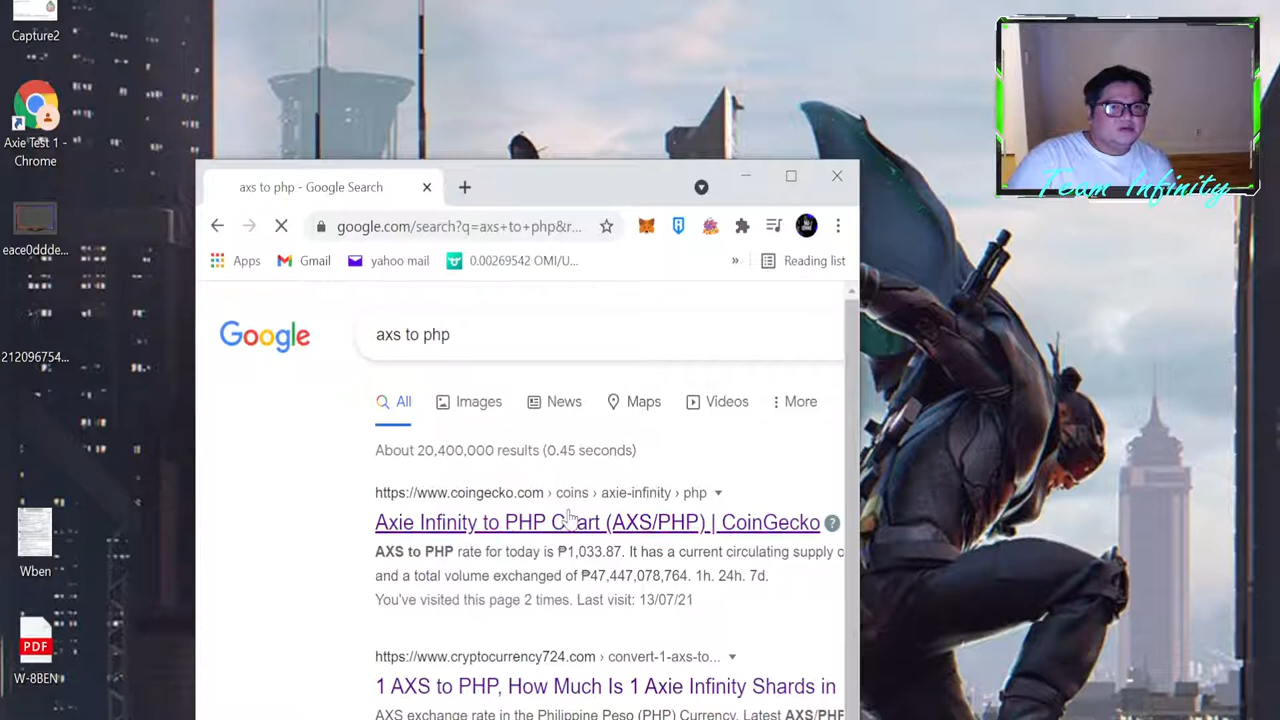 Capture2
Axie Test 1 -
Chrome
eace0ddde...
212096754...
Wben
PDF
W-8BEN
axs to php - Google Search
google.com/search?q=axs+to+php&r...
Apps
Gmail
yahoo mail
0.00269542 OMI/U...
»
Reading list
Google
axs to php
All
Images
News
Maps
Videos
More
About 20,400,000 results (0.45 seconds)
https://www.coingecko.com › coins › axie-infinity › php
Axie Infinity to PHP Chart (AXS/PHP) | CoinGecko
AXS to PHP rate for today is ₱1,033.87. It has a current circulating supply c
and a total volume exchanged of ₱47,447,078,764. 1h. 24h. 7d.
You've visited this page 2 times. Last visit: 13/07/21
https://www.cryptocurrency724.com › convert-1-axs-to...
1 AXS to PHP, How Much Is 1 Axie Infinity Shards in
AXS exchange rate in the Philippine Peso (PHP) Currency. Latest AXS/PHP
Team Infinity